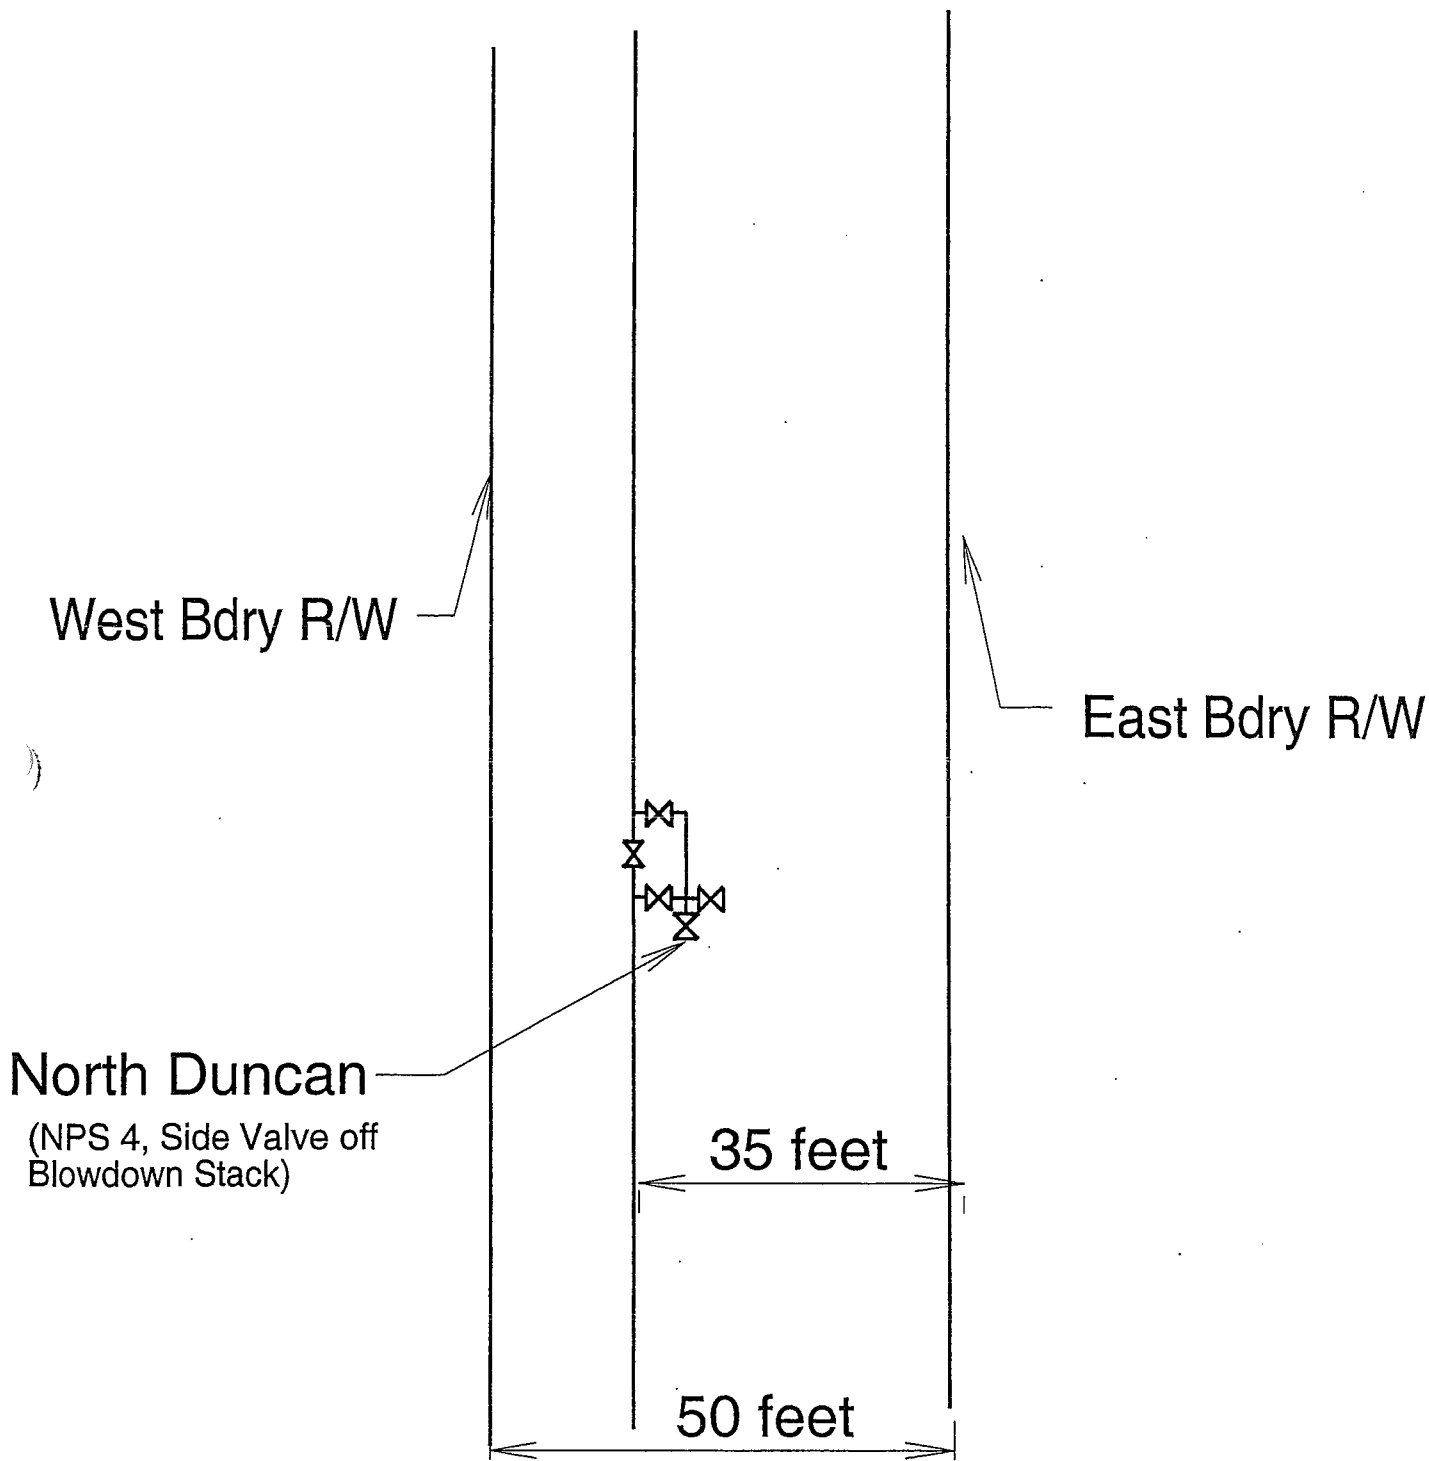 West Bdry R/W
East Bdry R/W
North Duncan
(NPS 4, Side Valve off
Blowdown Stack)
35 feet
50 feet